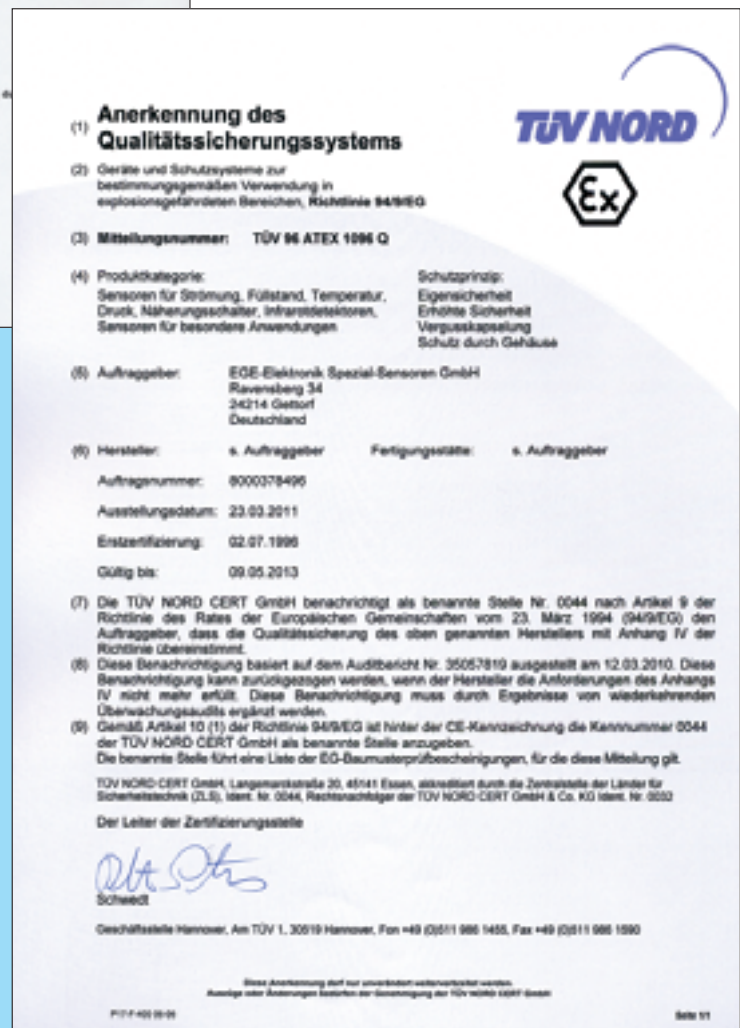 TÜV NORD
Ex
(1) Anerkennung des
Qualitätssicherungssystems
(2) Geräte und Schutzsysteme zur
bestimmungsgemäßen Verwendung in
explosionsgefährdeten Bereichen, Richtlinie 94/9/EG
(3) Mitteilungsnummer: TÜV 96 ATEX 1096 Q
(4) Produktkategorie: Schutzprinzip:
Sensoren für Strömung, Füllstand, Temperatur, Eigensicherheit
Druck, Näherungsschalter, Infrarotdetektoren, Erhöhte Sicherheit
Sensoren für besondere Anwendungen Vergusskapselung
Schutz durch Gehäuse
(5) Auftraggeber: EGE-Elektronik Spezial-Sensoren GmbH
Ravensberg 34
24214 Gettorf
Deutschland
(6) Hersteller: s. Auftraggeber Fertigungsstätte: s. Auftraggeber
Auftragsnummer: 8000378496
Ausstellungsdatum: 23.03.2011
Erstzertifizierung: 02.07.1996
Gültig bis: 09.05.2013
(7) Die TÜV NORD CERT GmbH benachrichtigt als benannte Stelle Nr. 0044 nach Artikel 9 der
Richtlinie des Rates der Europäischen Gemeinschaften vom 23. März 1994 (94/9/EG) den
Auftraggeber, dass die Qualitätssicherung des oben genannten Herstellers mit Anhang IV der
Richtlinie übereinstimmt.
(8) Diese Benachrichtigung basiert auf dem Auditbericht Nr. 35057819 ausgestellt am 12.03.2010. Diese
Benachrichtigung kann zurückgezogen werden, wenn der Hersteller die Anforderungen des Anhangs
IV nicht mehr erfüllt. Diese Benachrichtigung muss durch Ergebnisse von wiederkehrenden
Überwachungsaudits ergänzt werden.
(9) Gemäß Artikel 10 (1) der Richtlinie 94/9/EG ist hinter der CE-Kennzeichnung die Kennnummer 0044
der TÜV NORD CERT GmbH als benannte Stelle anzugeben.
Die benannte Stelle führt eine Liste der EG-Baumusterprüfbescheinigungen, für die diese Mitteilung gilt.
TÜV NORD CERT GmbH, Langemarckstraße 20, 45141 Essen, akkreditiert durch die Zentralstelle der Länder für
Sicherheitstechnik (ZLS), Ident. Nr. 0044, Rechtsnachfolger der TÜV NORD CERT GmbH & Co. KG Ident. Nr. 0032
Der Leiter der Zertifizierungsstelle
Schwedt
Geschäftsstelle Hannover, Am TÜV 1, 30519 Hannover, Fon +49 (0)511 986 1455, Fax +49 (0)511 986 1590
Diese Anerkennung darf nur unverändert weiterverbreitet werden.
Auszüge oder Änderungen bedürfen der Genehmigung der TÜV NORD CERT GmbH
Seite 1/1